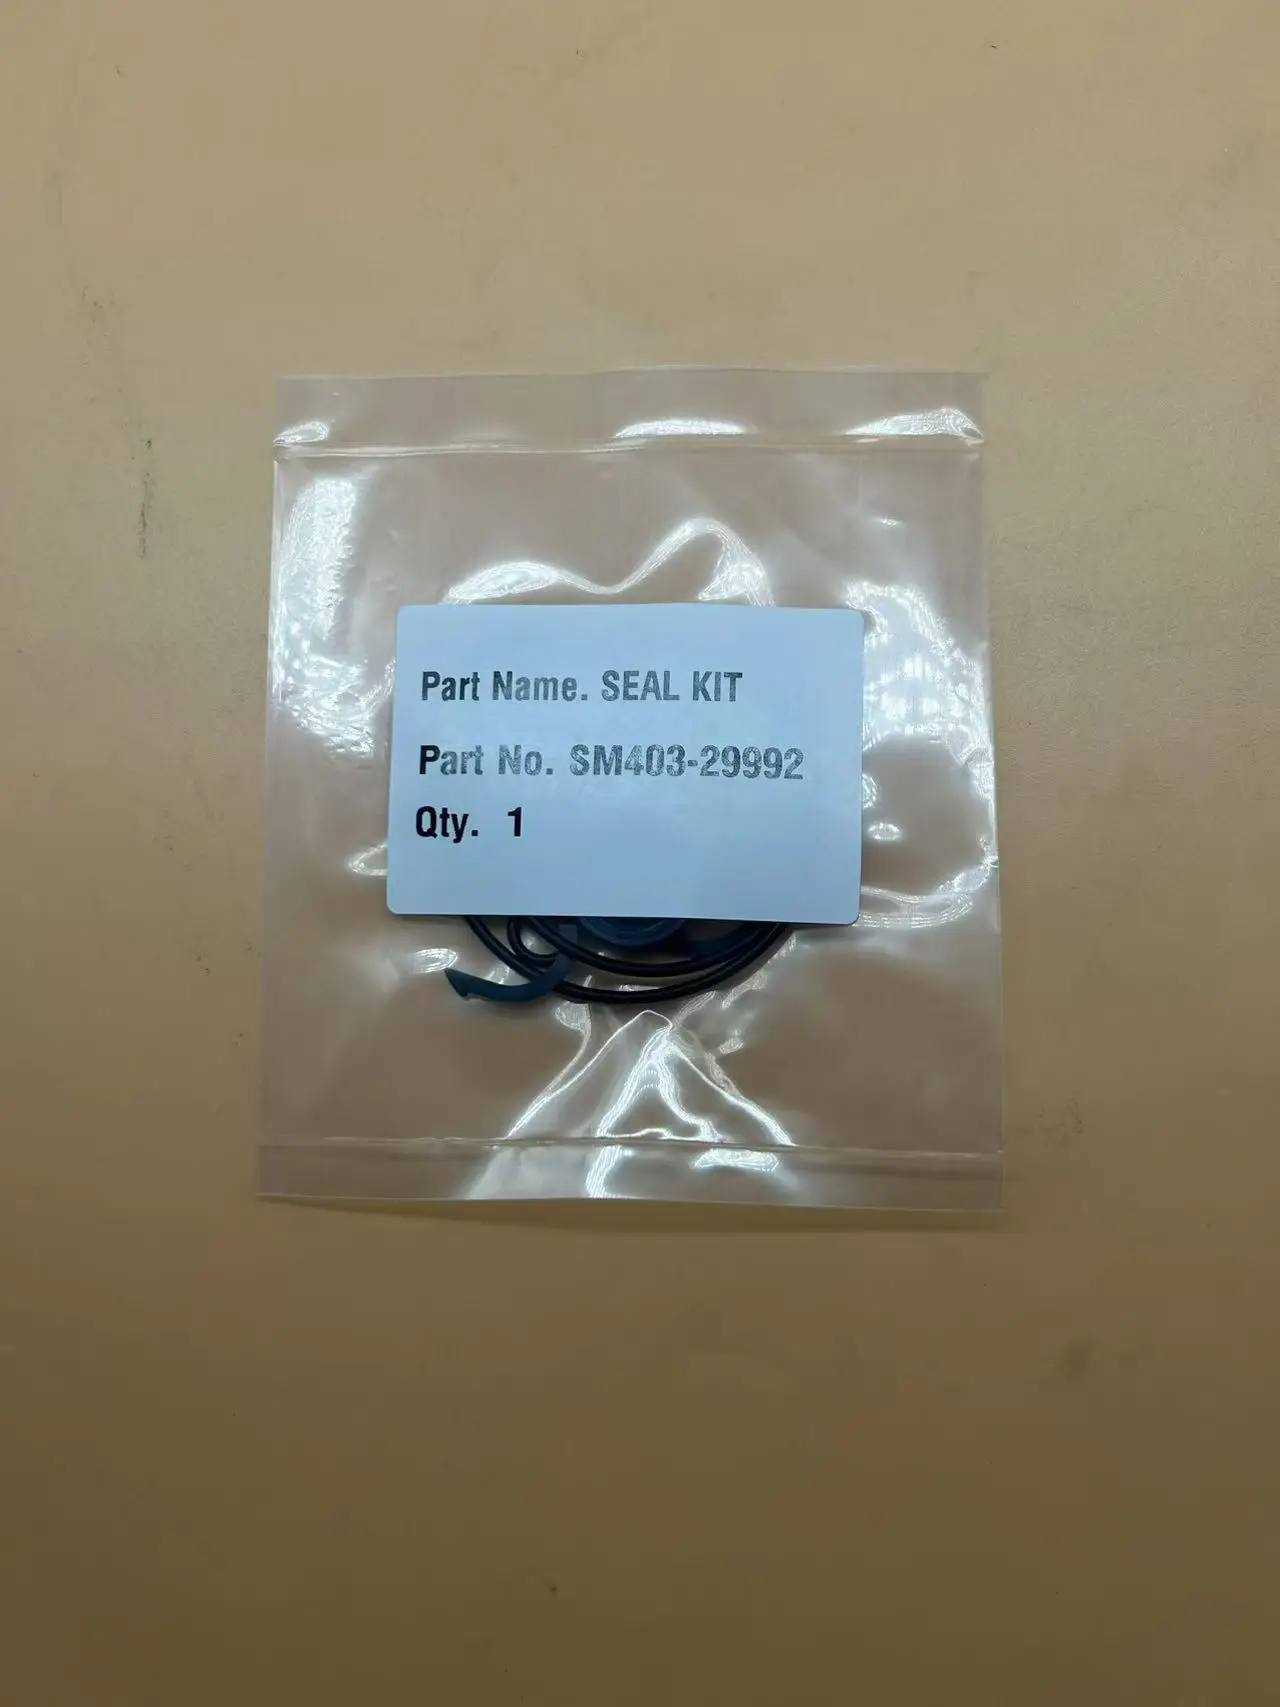 Part Name. SEAL KIT
Part No. SM403-29992
Qty. 1